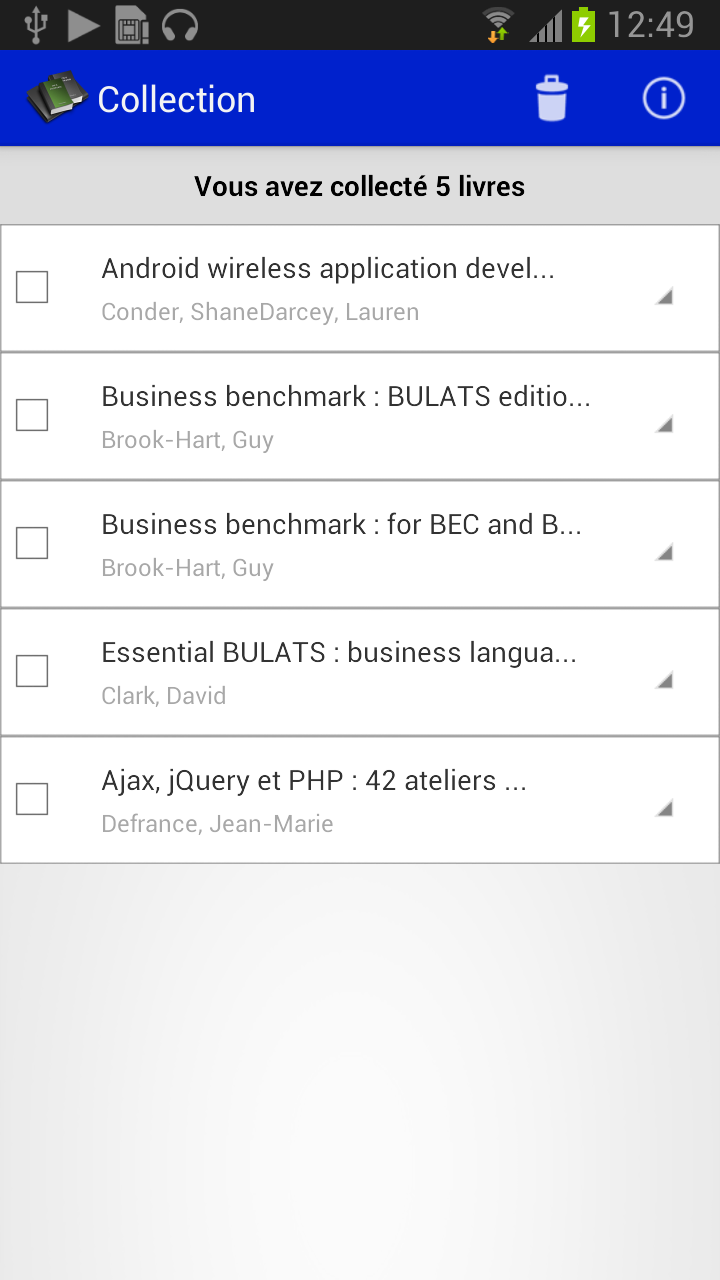 12:49
Collection
Vous avez collecté 5 livres
Android wireless application devel...
Conder, ShaneDarcey, Lauren
Business benchmark : BULATS editio...
Brook-Hart, Guy
Business benchmark : for BEC and B...
Brook-Hart, Guy
Essential BULATS : business langua...
Clark, David
Ajax, jQuery et PHP : 42 ateliers ...
Defrance, Jean-Marie